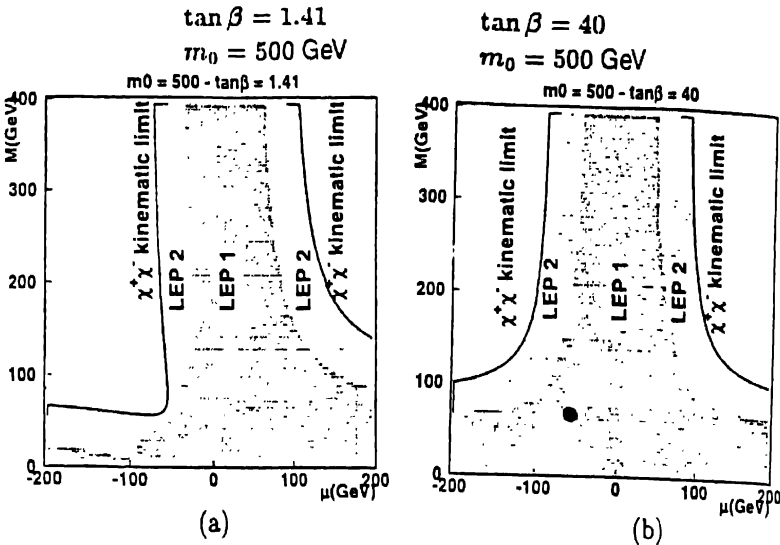 tan β = 1.41
m₀ = 500 GeV
m0 = 500 - tanβ = 1.41
M(GeV)
400
300
200
100
0
-200
-100
0
100
200
μ(GeV)
χ⁺χ⁻ kinematic limit
LEP 2
LEP 1
LEP 2
χ⁺χ⁻ kinematic limit
(a)
tan β = 40
m₀ = 500 GeV
m0 = 500 - tanβ = 40
M(GeV)
400
300
200
100
0
-200
-100
0
100
200
μ(GeV)
χ⁺χ⁻ kinematic limit
LEP 2
LEP 1
LEP 2
χ⁺χ⁻ kinematic limit
(b)